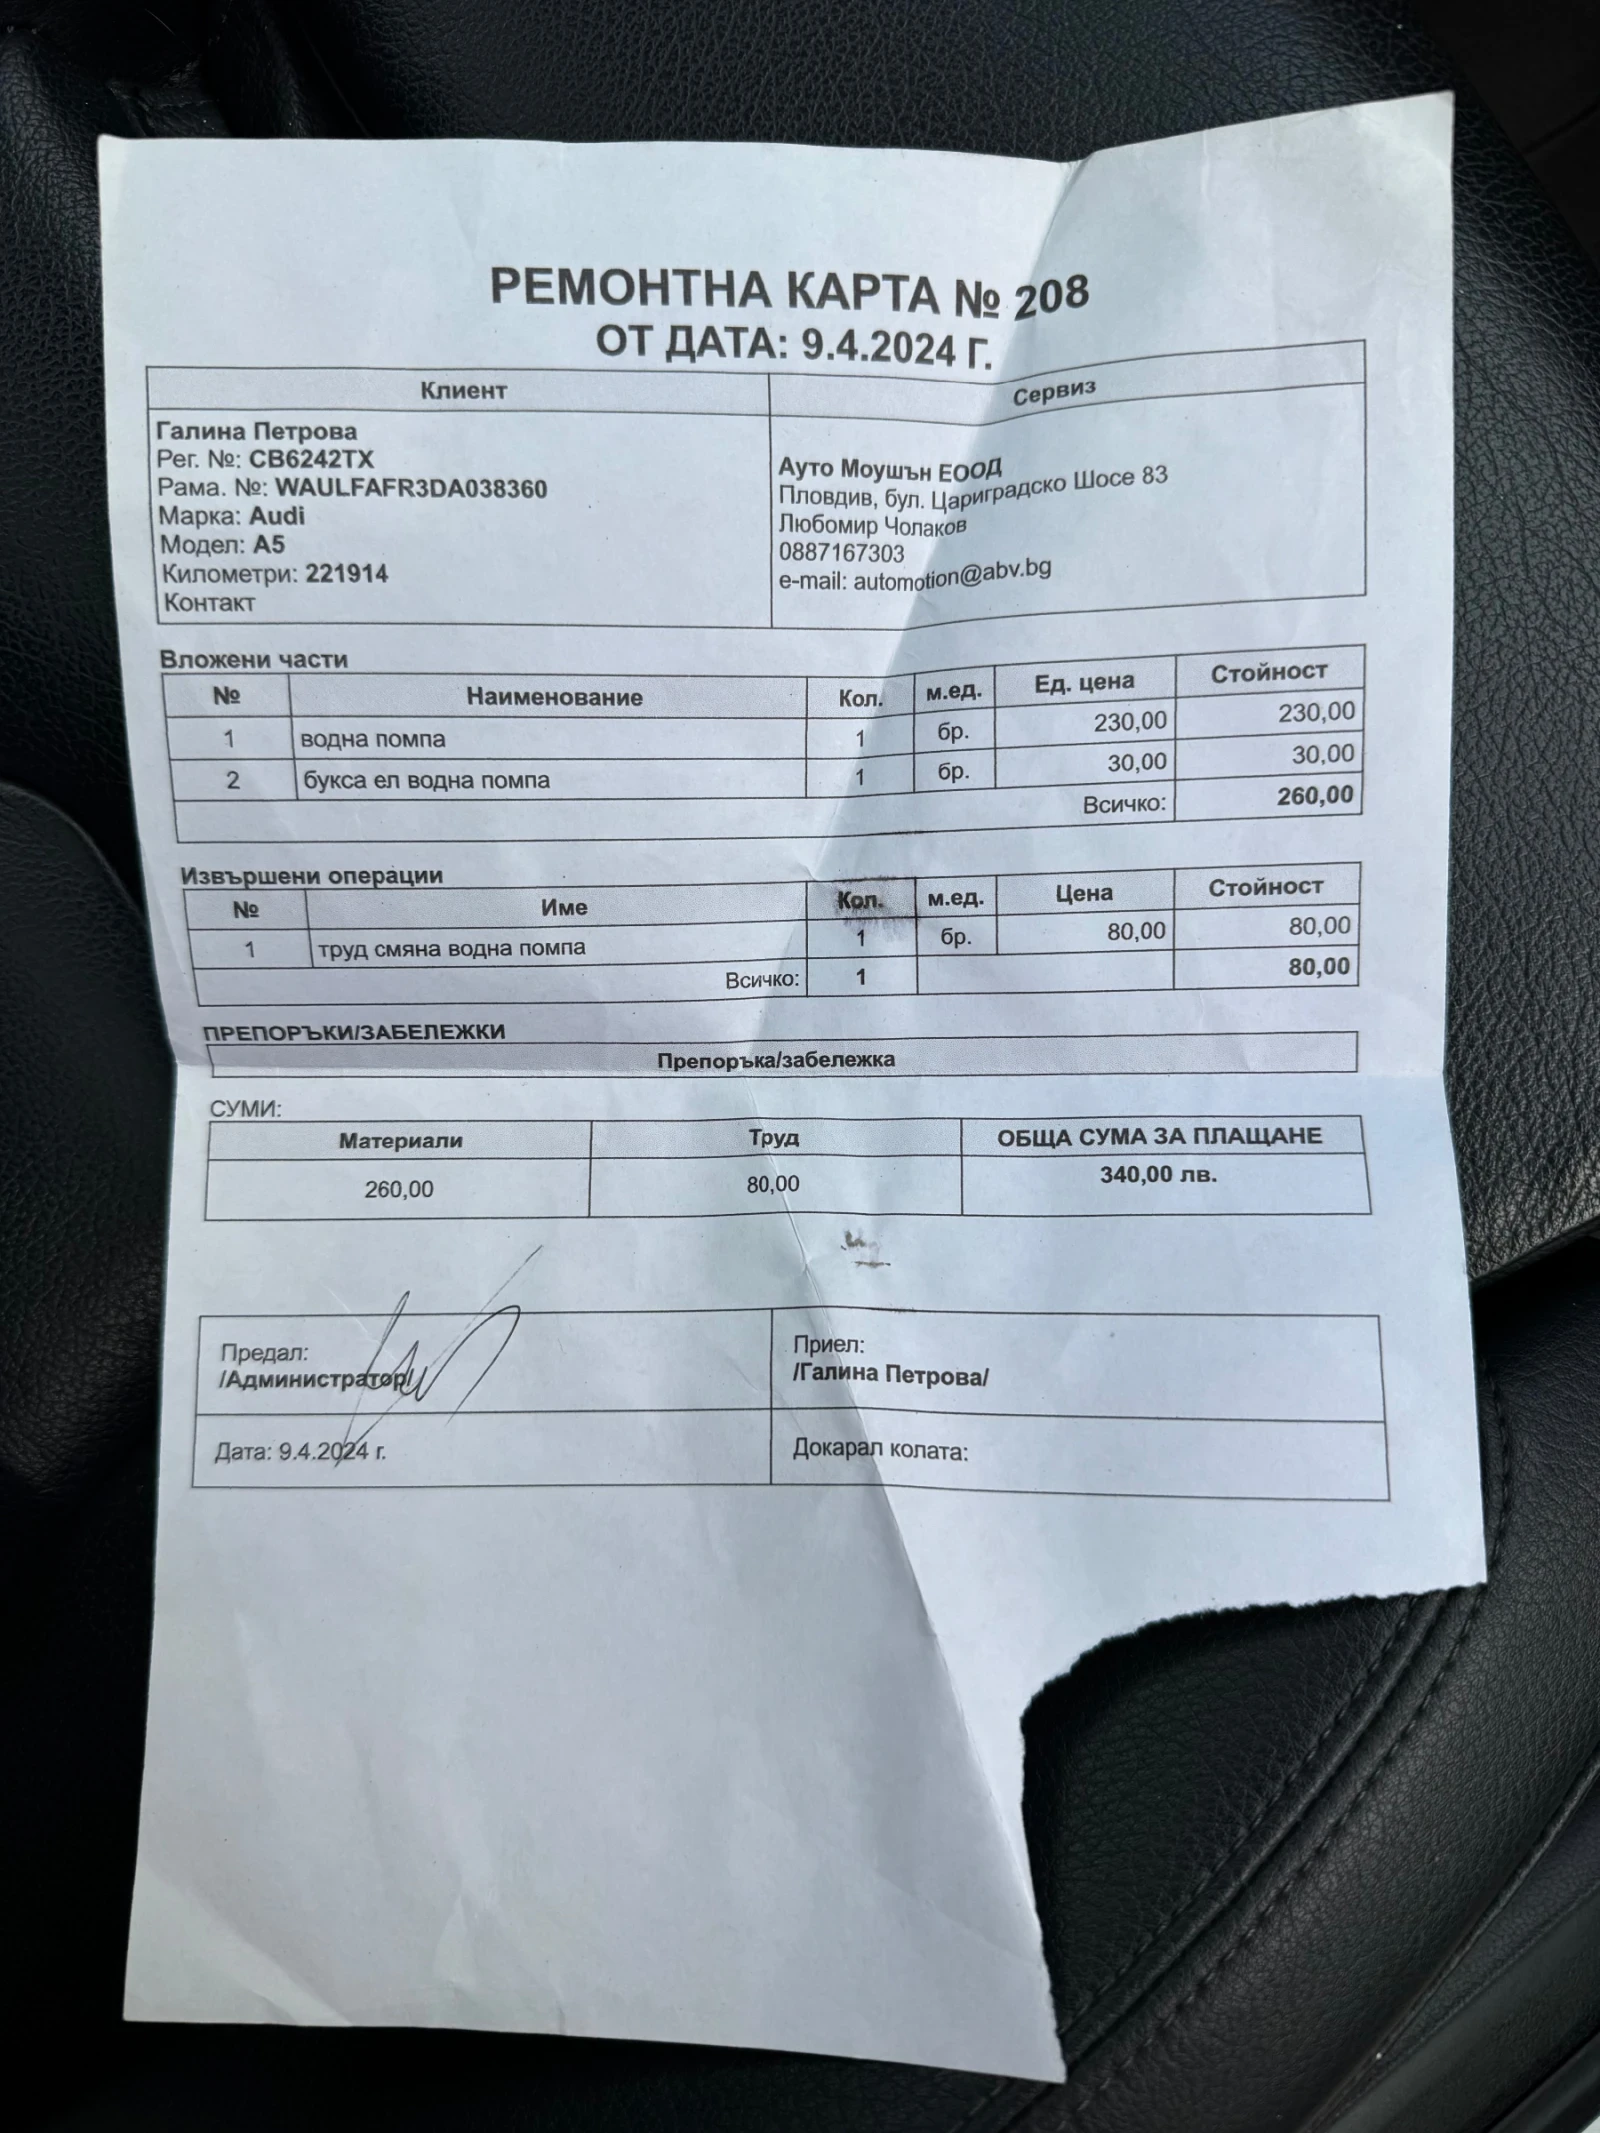 РЕМОНТНА КАРТА № 208
ОТ ДАТА: 9.4.2024 Г.
Клиент
Сервиз
Галина Петрова
Рег. №: CB6242TX
Рама. №: WAULFAFR3DA038360
Марка: Audi
Модел: A5
Километри: 221914
Контакт
Ауто Моушън ЕООД
Пловдив, бул. Цариградско Шосе 83
Любомир Чолаков
0887167303
e-mail: automotion@abv.bg
Вложени части
№ Наименование Кол. м.ед. Ед. цена Стойност
1 водна помпа 1 бр. 230,00 230,00
2 букса ел водна помпа 1 бр. 30,00 30,00
Всичко: 260,00
Извършени операции
№ Име Кол. м.ед. Цена Стойност
1 труд смяна водна помпа 1 бр. 80,00 80,00
Всичко: 1 80,00
ПРЕПОРЪКИ/ЗАБЕЛЕЖКИ
Препоръка/забележка
СУМИ:
Материали Труд ОБЩА СУМА ЗА ПЛАЩАНЕ
260,00 80,00 340,00 лв.
Предал:
/Администратор/
Приел:
/Галина Петрова/
Дата: 9.4.2024 г.
Докарал колата: